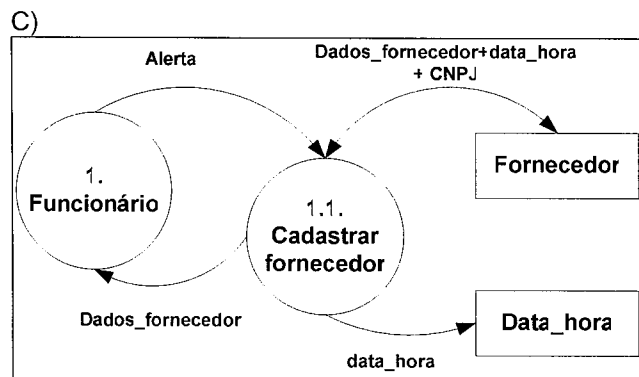 C)
Alerta
Dados_fornecedor+data_hora
+ CNPJ
1.
Funcionário
Fornecedor
1.1.
Cadastrar
fornecedor
Dados_fornecedor
Data_hora
data_hora